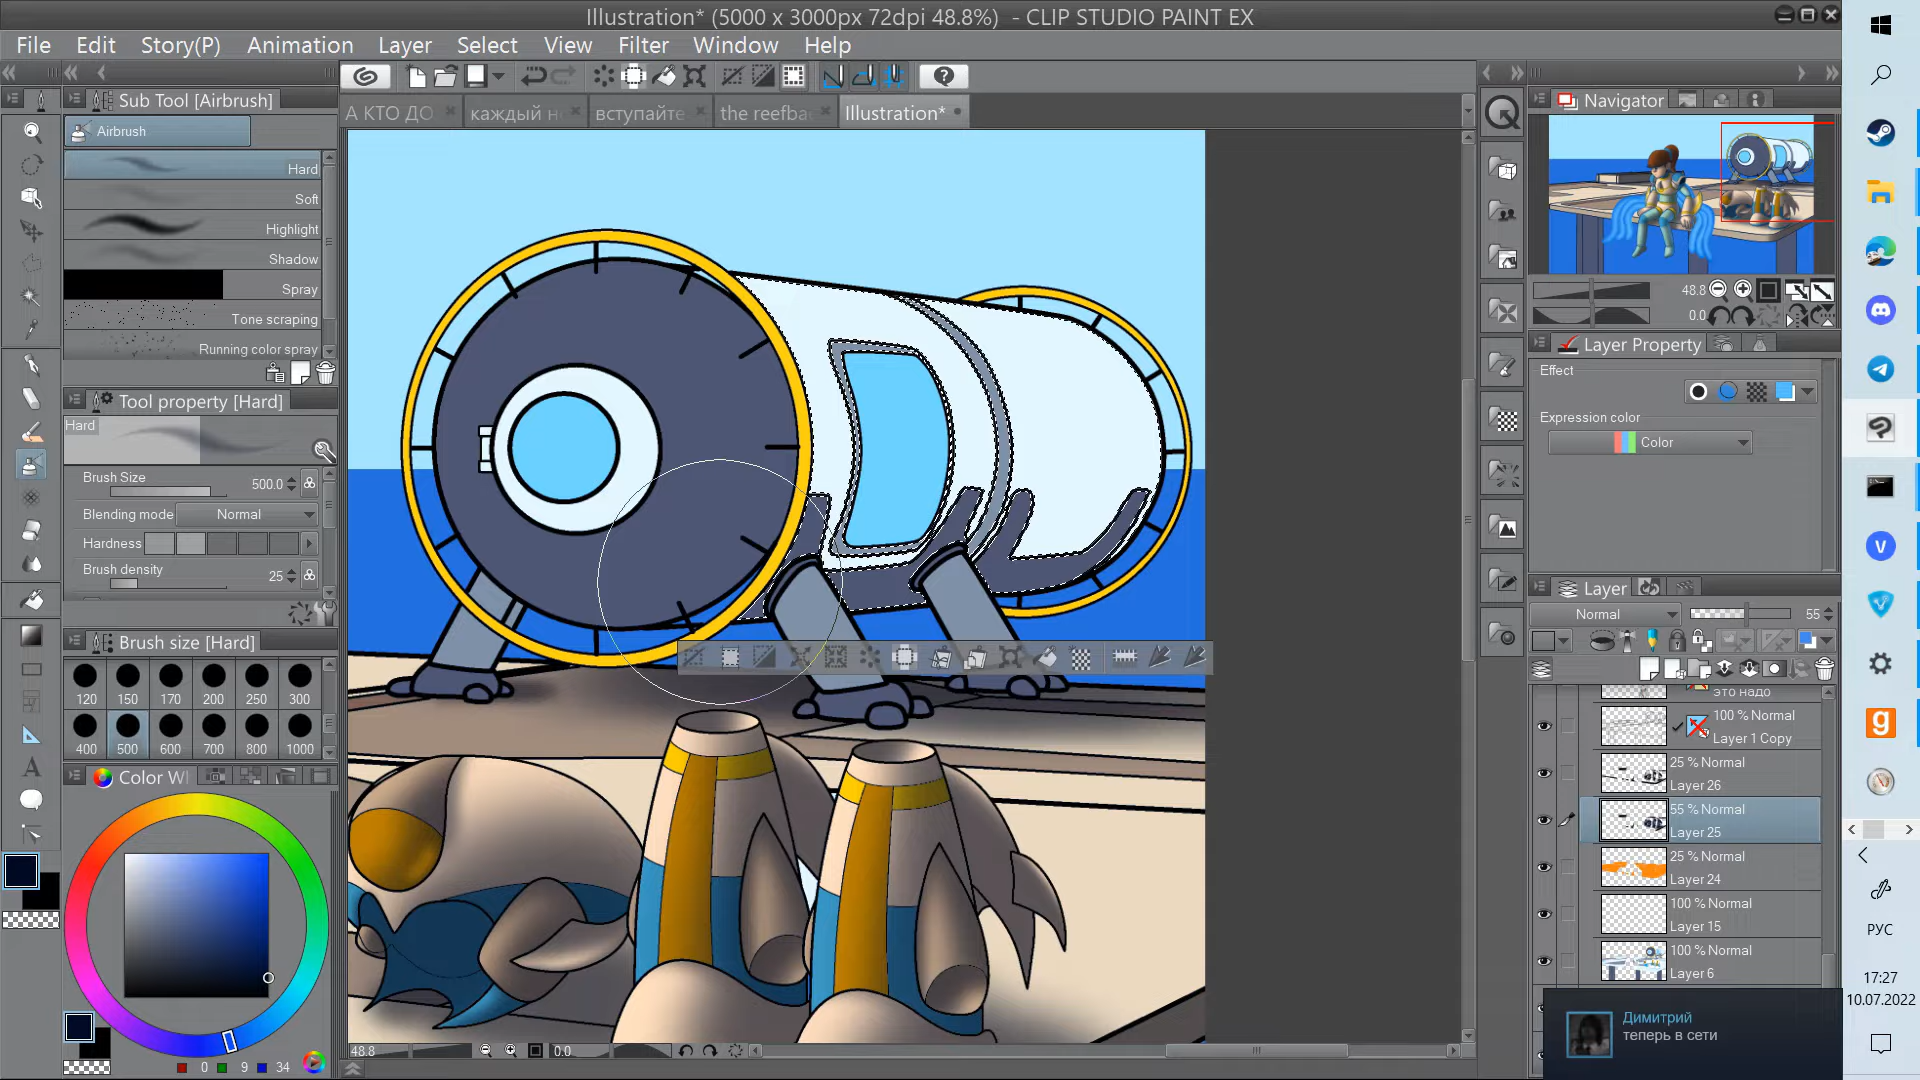 Illustration* (5000 x 3000px 72dpi 48.8%)  - CLIP STUDIO PAINT EX
File Edit Story(P) Animation Layer Select View Filter Window Help
Sub Tool [Airbrush]
Airbrush
Hard
Soft
Highlight
Shadow
Spray
Tone scraping
Running color spray
Tool property [Hard]
Hard
Brush Size 500.0
Blending mode Normal
Hardness
Brush density 25
Brush size [Hard]
120 150 170 200 250 300
400 500 600 700 800 1000
Color W
0 9 34
А КТО ДО каждый не вступайте the reefba Illustration*
48.8 0.0
Navigator
48.8
0.0
Layer Property
Effect
Expression color
Color
Layer
Normal 55
это надо
100 % Normal
Layer 1 Copy
25 % Normal
Layer 26
55 % Normal
Layer 25
25 % Normal
Layer 24
100 % Normal
Layer 15
100 % Normal
Layer 6
Димитрий
теперь в сети
V
g
РУС
17:27
10.07.2022